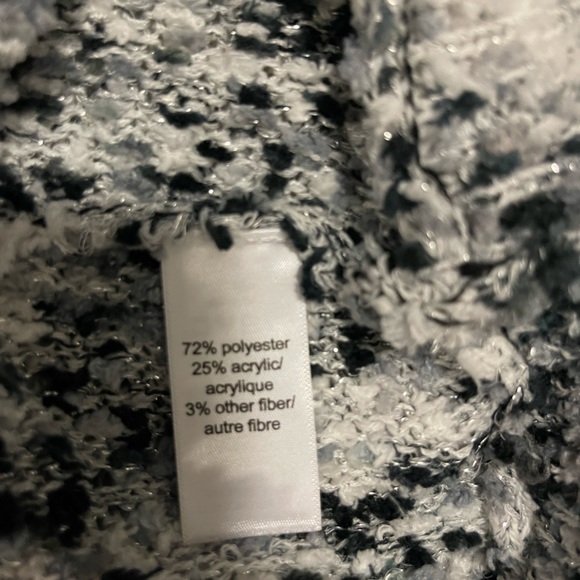 72% polyester
25% acrylic/
acrylique
3% other fiber/
autre fibre